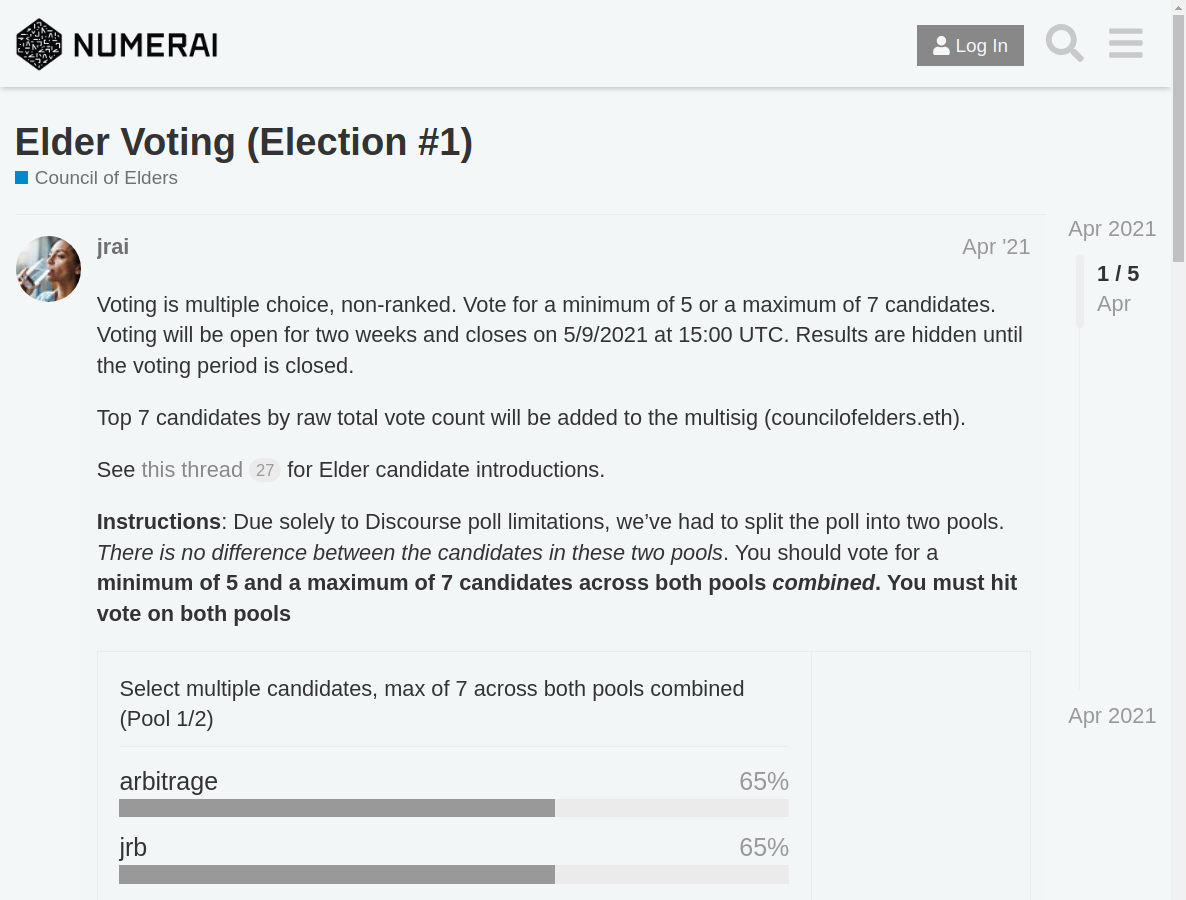 NUMERAI
Log In
Elder Voting (Election #1)
Council of Elders
jrai
Apr '21
Apr 2021
1 / 5
Apr
Voting is multiple choice, non-ranked. Vote for a minimum of 5 or a maximum of 7 candidates.
Voting will be open for two weeks and closes on 5/9/2021 at 15:00 UTC. Results are hidden until
the voting period is closed.
Top 7 candidates by raw total vote count will be added to the multisig (councilofelders.eth).
See this thread 27 for Elder candidate introductions.
Instructions: Due solely to Discourse poll limitations, we’ve had to split the poll into two pools.
There is no difference between the candidates in these two pools. You should vote for a
minimum of 5 and a maximum of 7 candidates across both pools combined. You must hit
vote on both pools
Select multiple candidates, max of 7 across both pools combined
(Pool 1/2)
Apr 2021
arbitrage 65%
jrb 65%